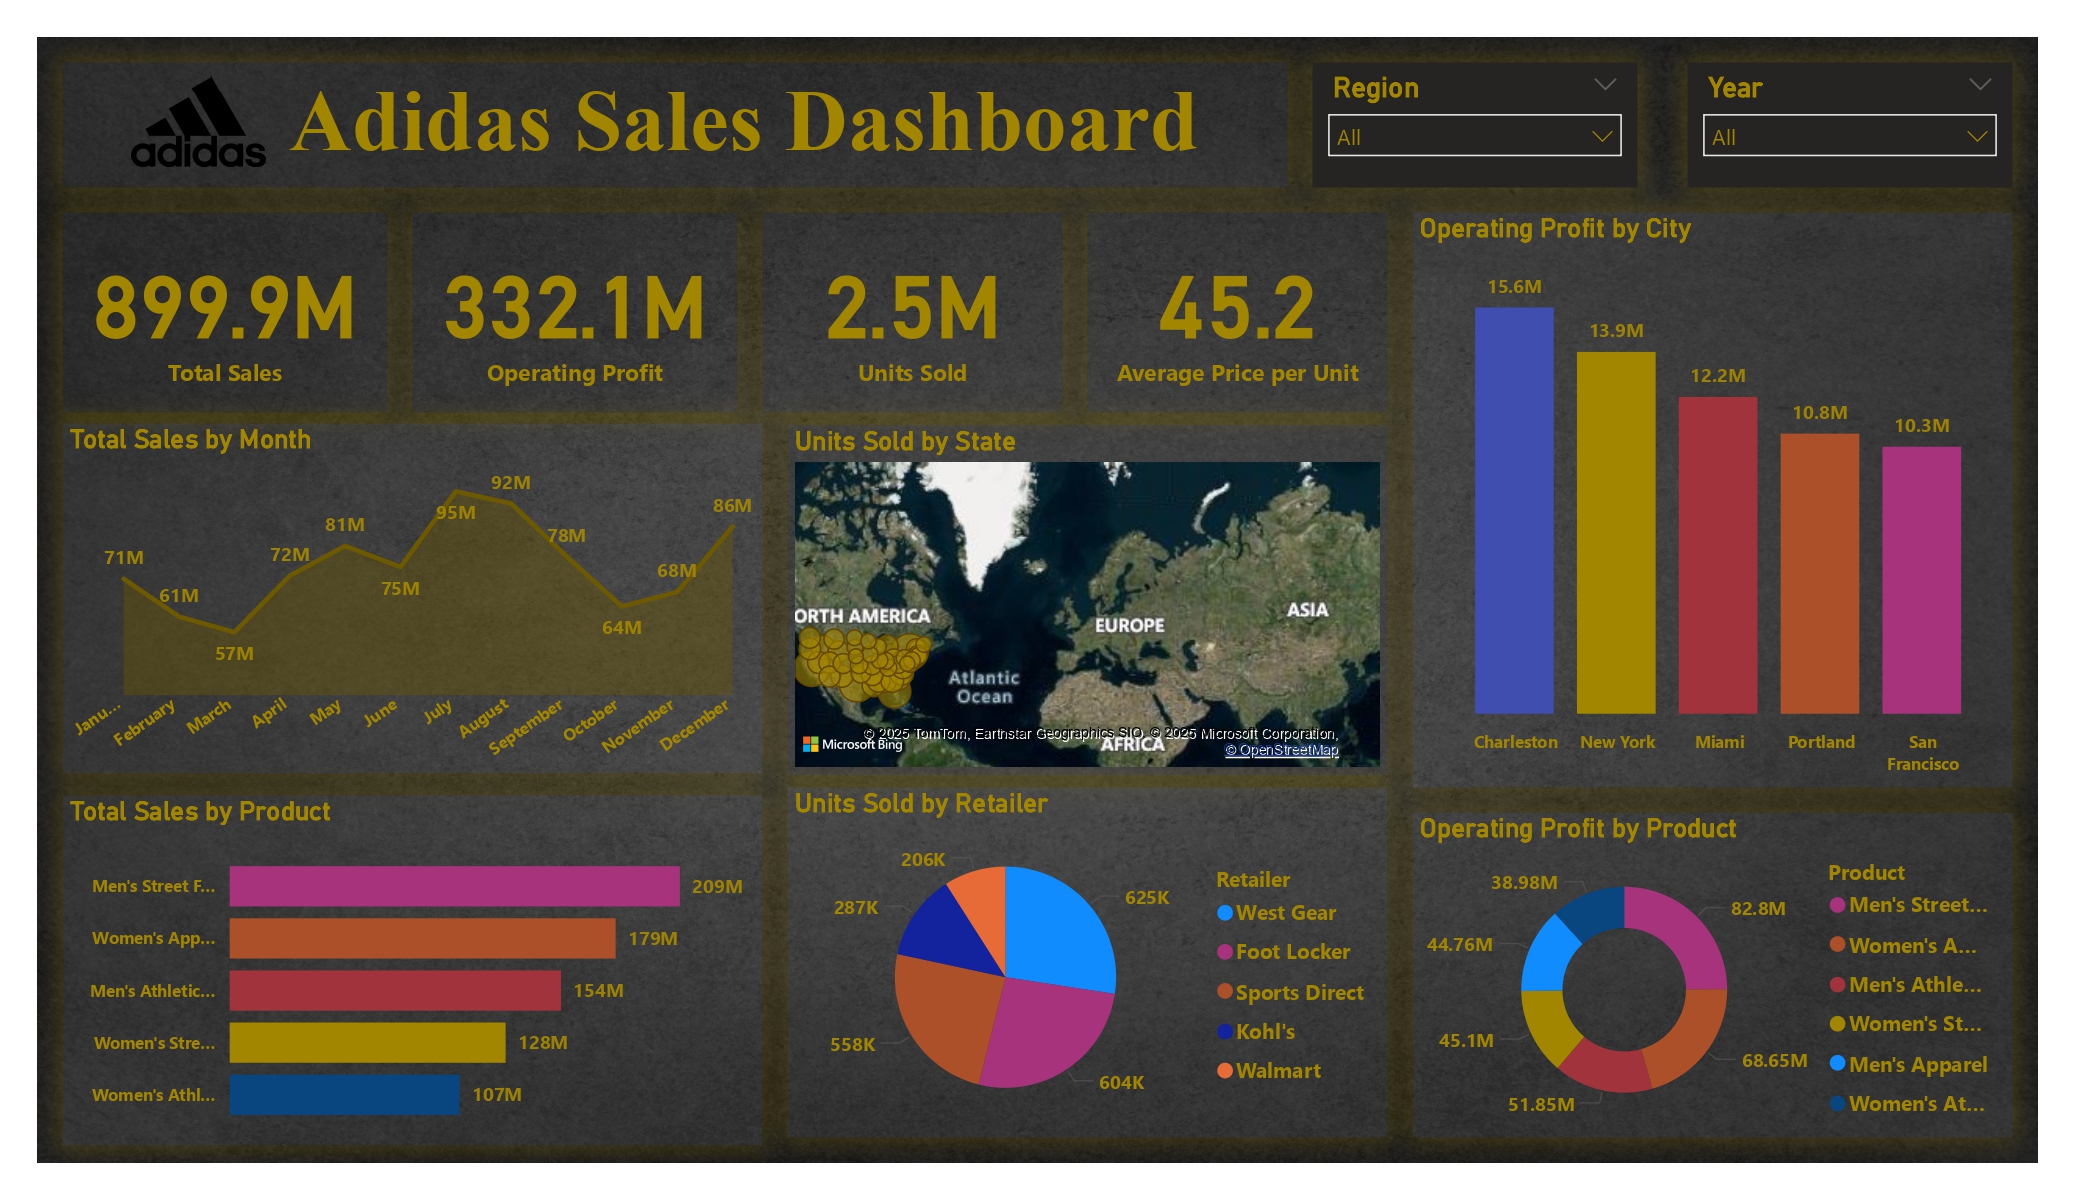 adidas
Adidas Sales Dashboard
Region
All
Year
All
899.9M
Total Sales
332.1M
Operating Profit
2.5M
Units Sold
45.2
Average Price per Unit
Operating Profit by City
15.6M
13.9M
12.2M
10.8M
10.3M
Charleston
New York
Miami
Portland
San
Francisco
Total Sales by Month
71M
61M
57M
72M
81M
75M
95M
92M
78M
64M
68M
86M
Janu...
February
March
April
May
June
July
August
September
October
November
December
Units Sold by State
ORTH AMERICA
EUROPE
ASIA
Atlantic
Ocean
AFRICA
Microsoft Bing
© 2025 TomTom, Earthstar Geographics SIO, © 2025 Microsoft Corporation,
© OpenStreetMap
Total Sales by Product
Men's Street F...
209M
Women's App...
179M
Men's Athletic...
154M
Women's Stre...
128M
Women's Athl...
107M
Units Sold by Retailer
206K
287K
558K
625K
604K
Retailer
West Gear
Foot Locker
Sports Direct
Kohl's
Walmart
Operating Profit by Product
38.98M
44.76M
45.1M
51.85M
82.8M
68.65M
Product
Men's Street...
Women's A...
Men's Athle...
Women's St...
Men's Apparel
Women's At...